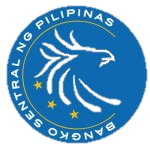 BANGKO SENTRAL NG PILIPINAS